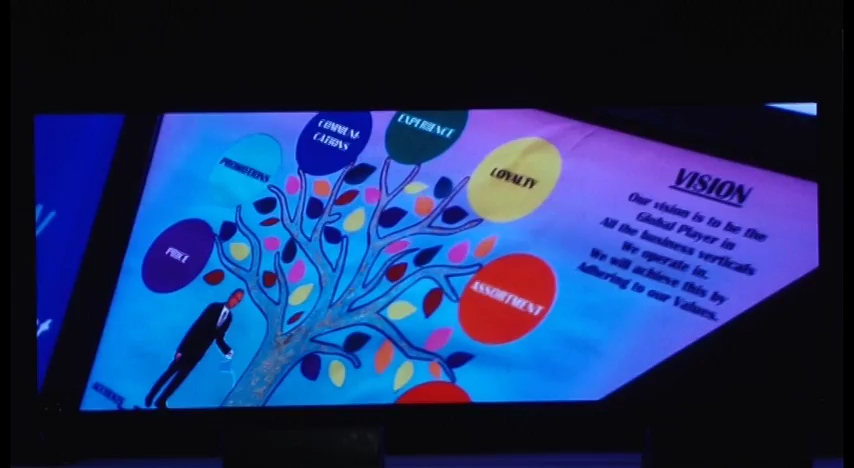 COMMUNI-
CATIONS
EXPERIENCE
PROMOTIONS
LOYALTY
PRICE
ASSORTMENT
VISION
Our vision is to be the
Global Player in
All the business verticals
We operate in.
We will achieve this by
Adhering to our Values.